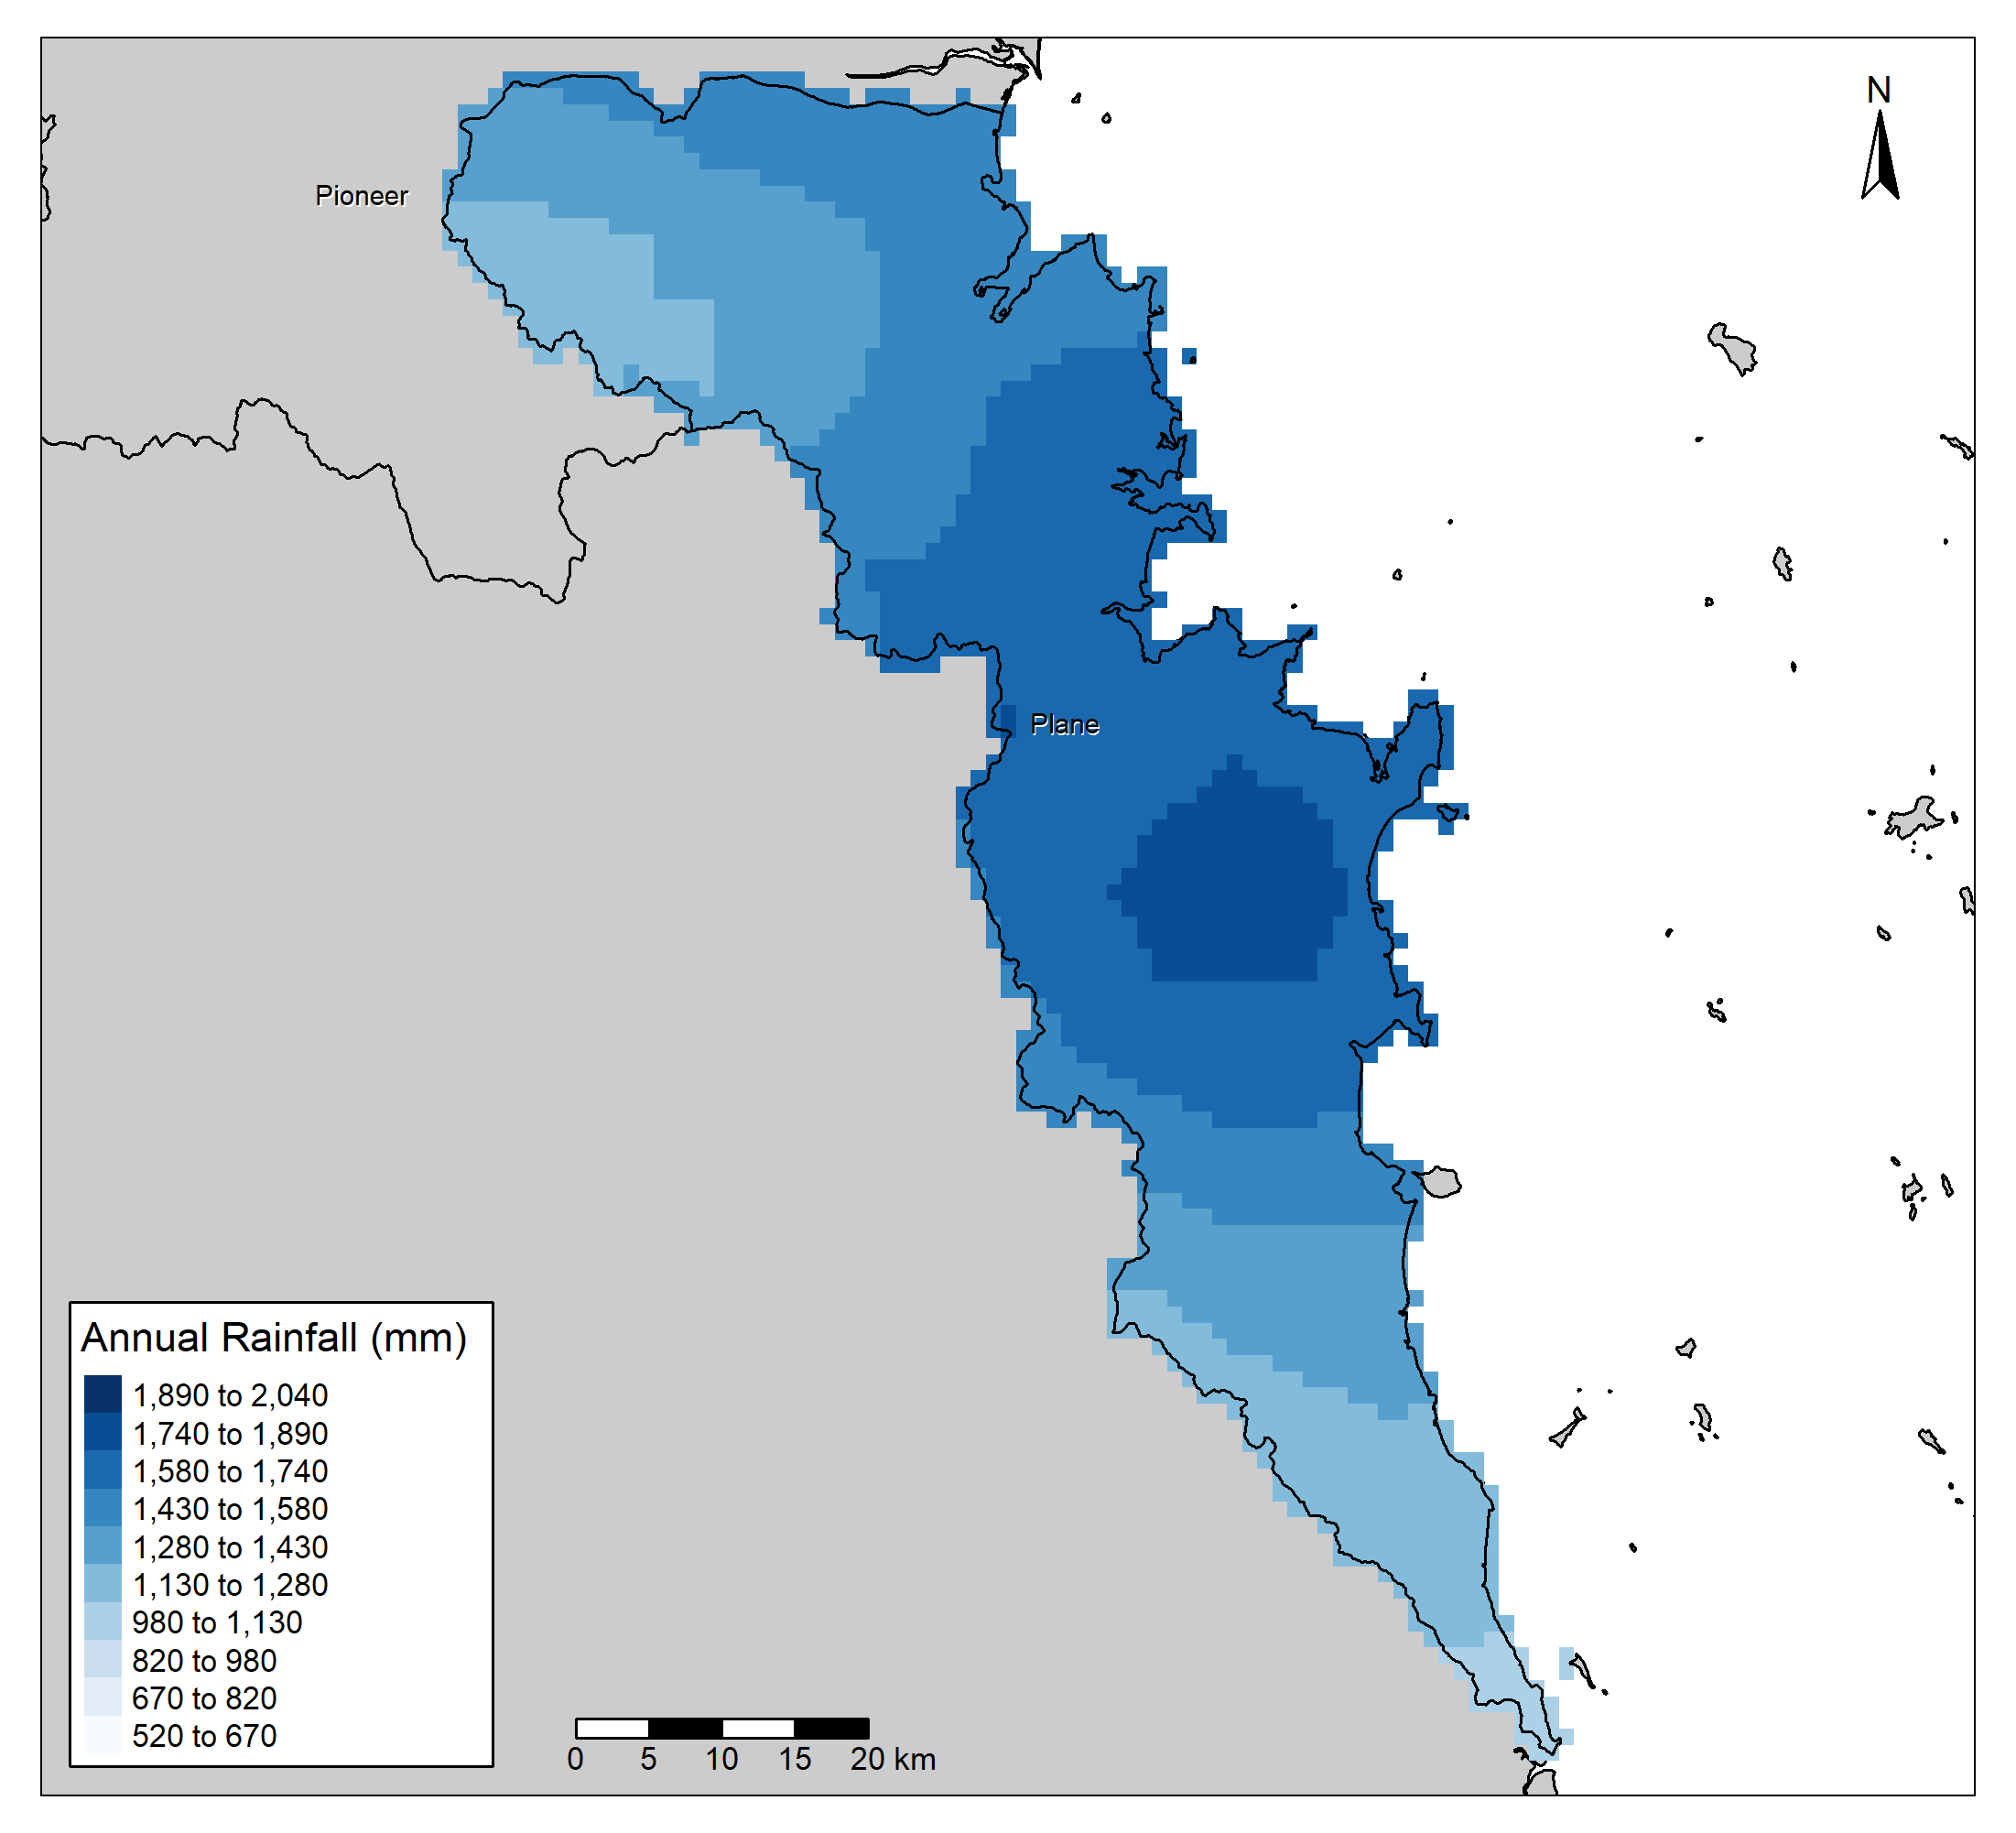 N
Pioneer
Plane
Annual Rainfall (mm)
1,890 to 2,040
1,740 to 1,890
1,580 to 1,740
1,430 to 1,580
1,280 to 1,430
1,130 to 1,280
980 to 1,130
820 to 980
670 to 820
520 to 670
0 5 10 15 20 km